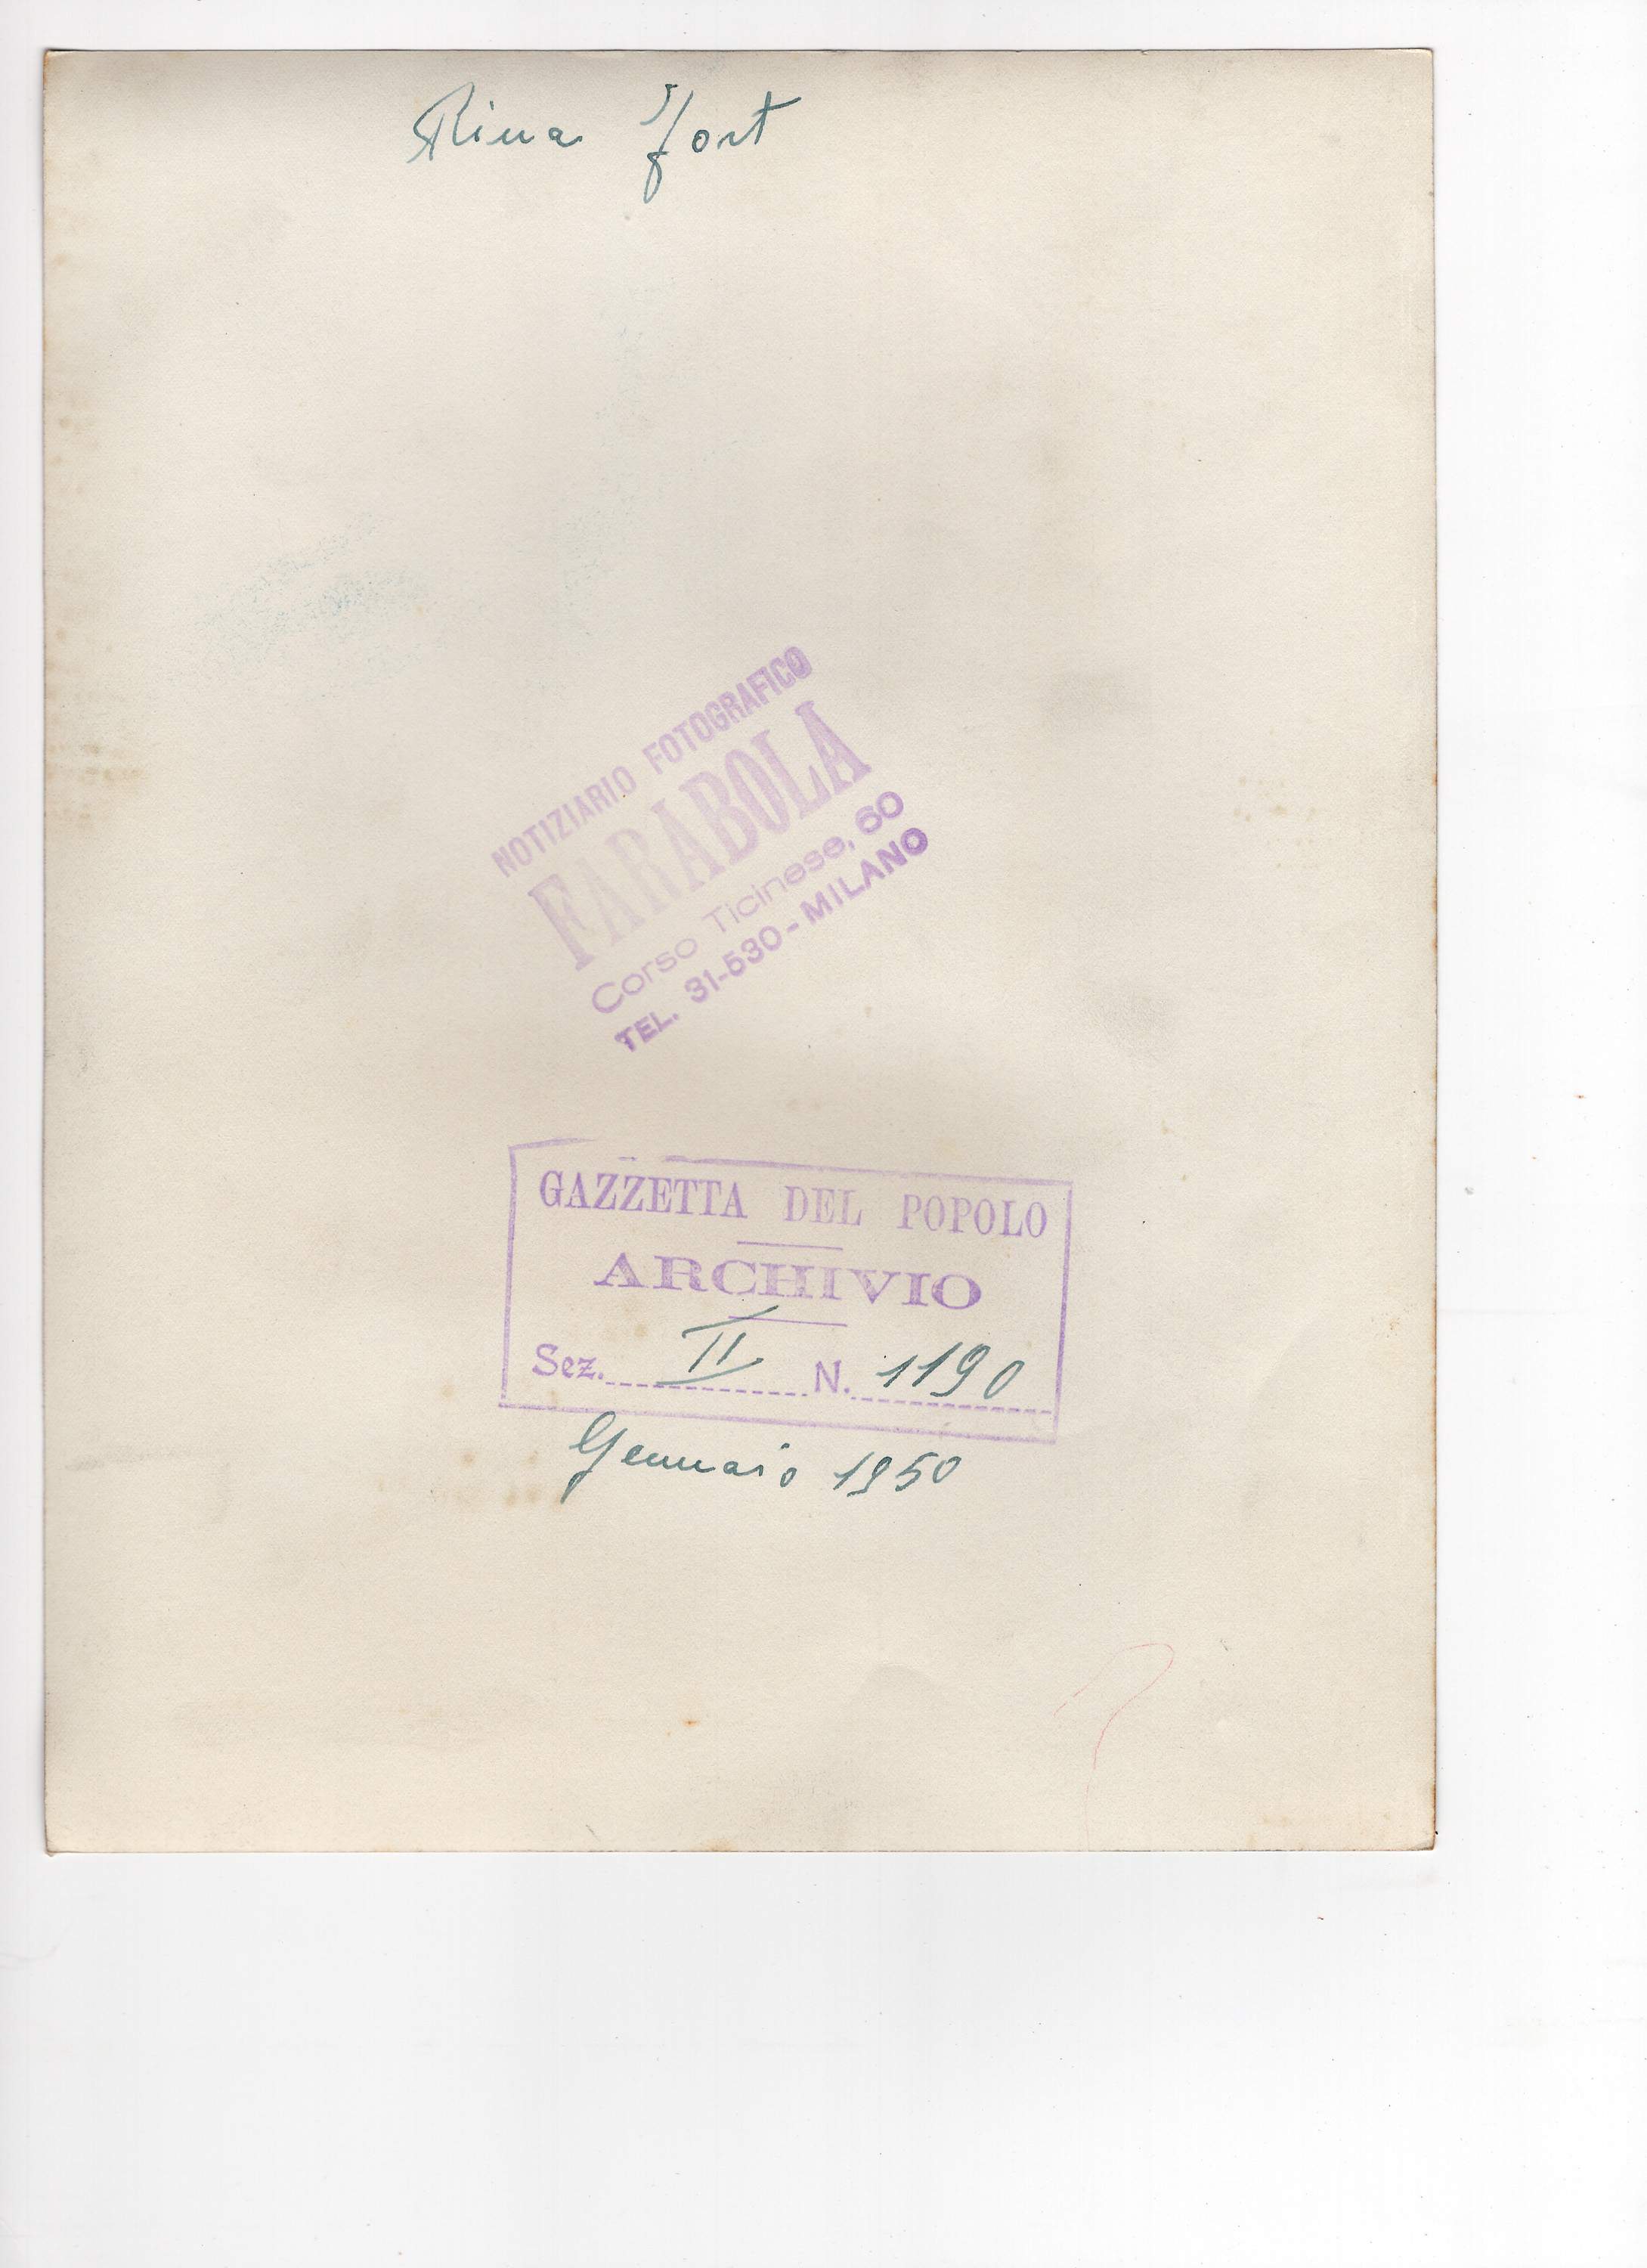 Rina Fort
NOTIZIARIO FOTOGRAFICO
FARABOLA
Corso Ticinese, 60
TEL. 31-530 - MILANO
GAZZETTA DEL POPOLO
ARCHIVIO
Sez. II N. 1190
Gennaio 1950